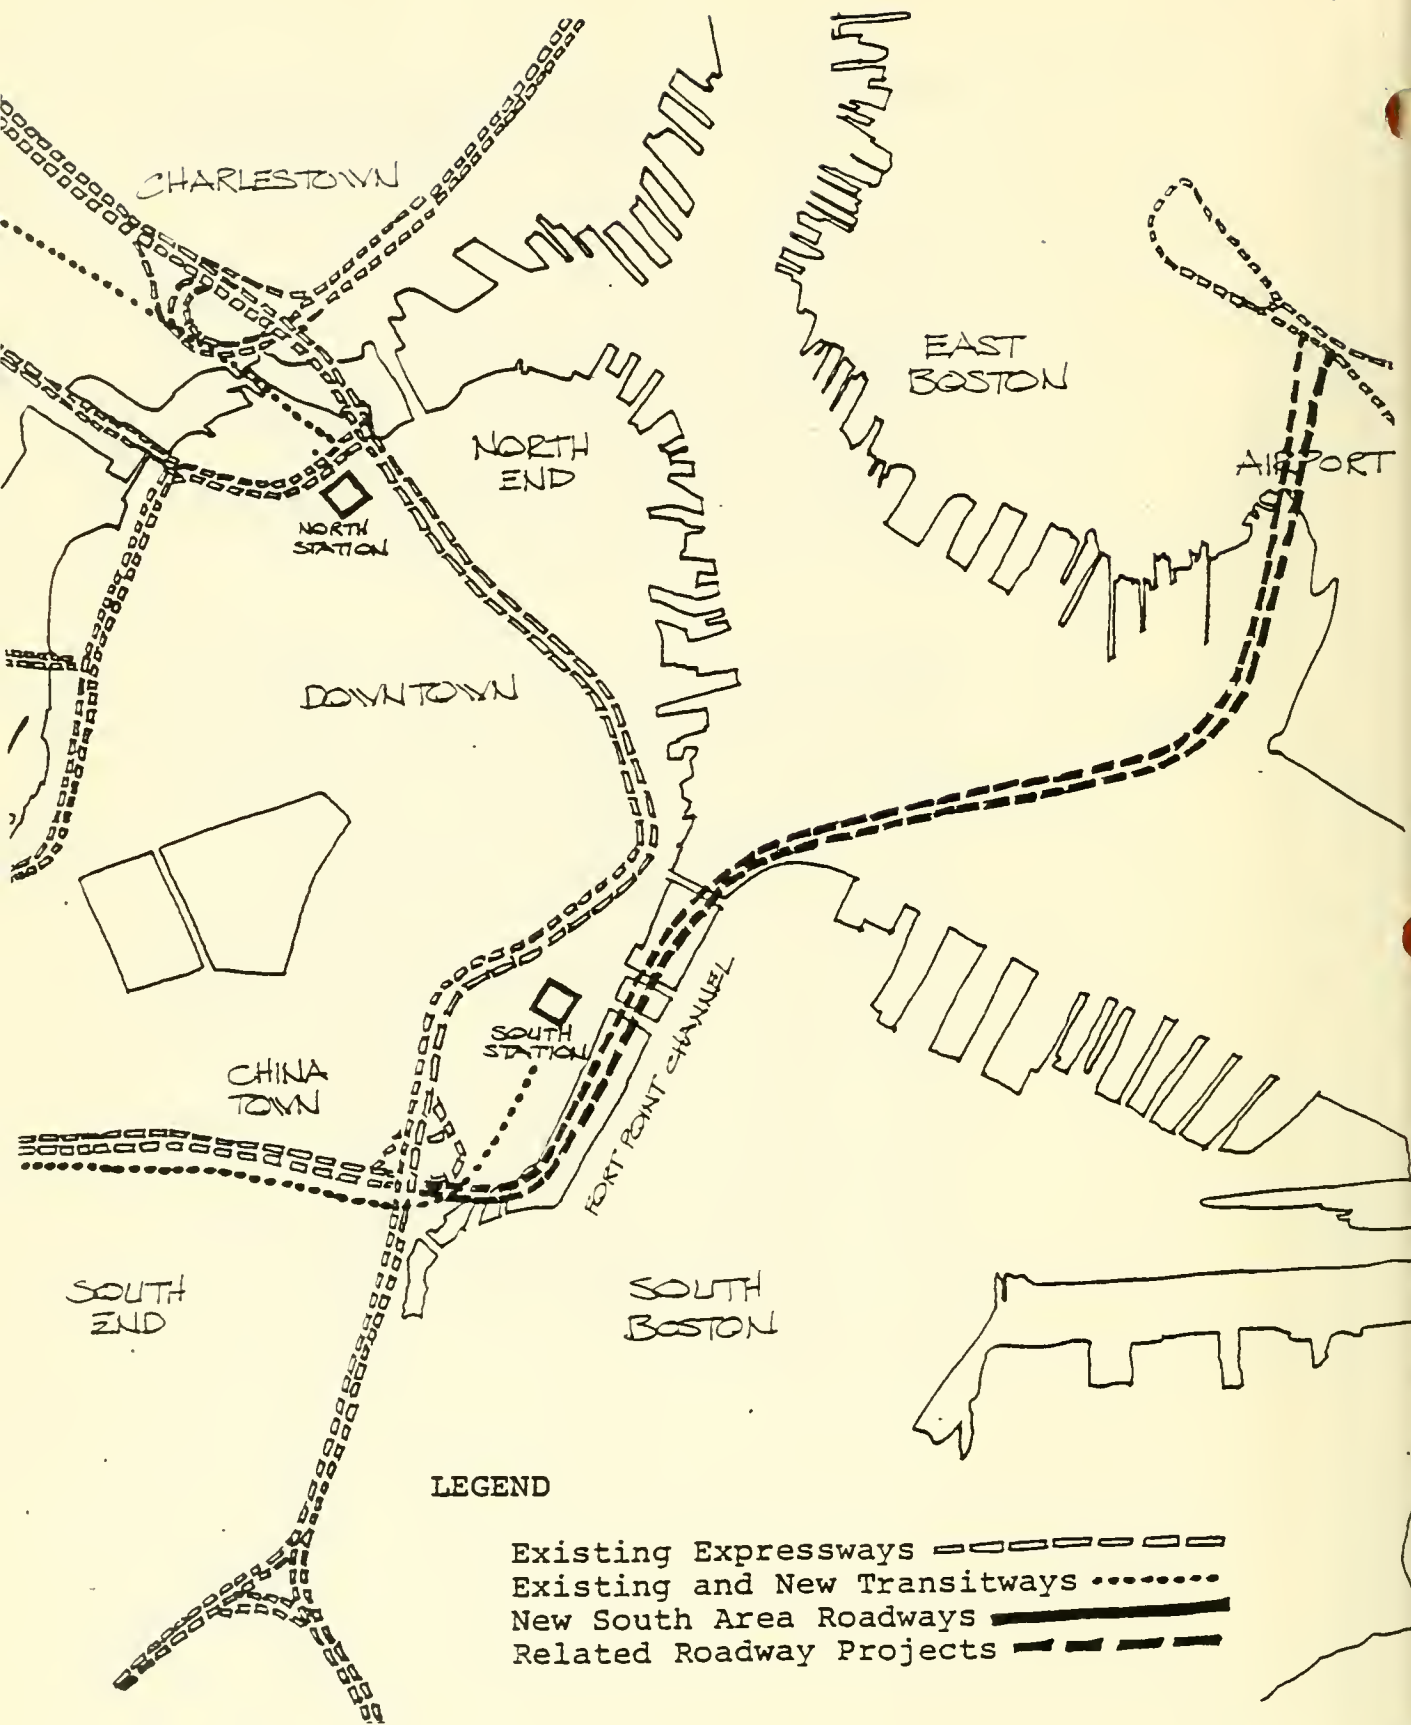 CHARLESTOWN
EAST
BOSTON
NORTH
END
AIRPORT
NORTH
STATION
DOWNTOWN
SOUTH
STATION
FORT POINT CHANNEL
CHINA
TOWN
SOUTH
END
SOUTH
BOSTON
LEGEND
Existing Expressways
Existing and New Transitways
New South Area Roadways
Related Roadway Projects